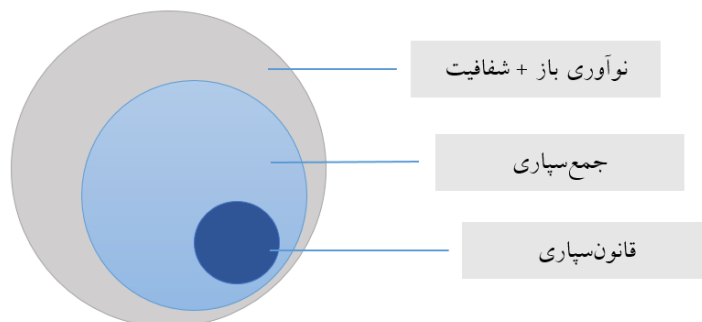 نوآوری باز + شفافیت
جمع‌سپاری
قانون‌سپاری